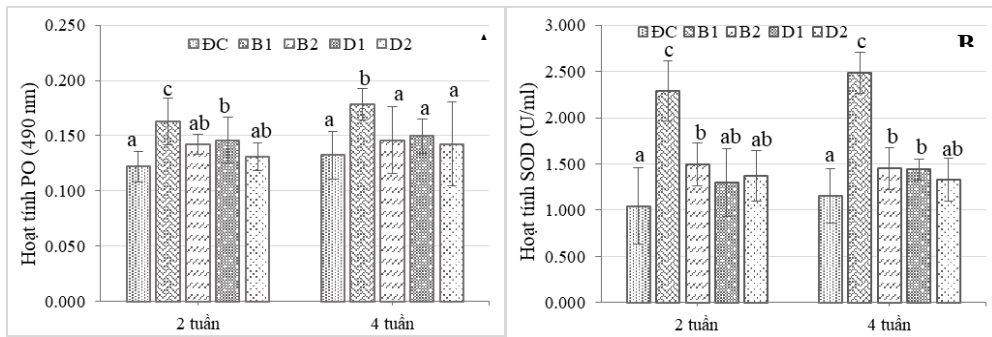 A
ĐC B1 B2 D1 D2
Hoạt tính PO (490 nm)
0.250
0.200
0.150
0.100
0.050
0.000
a c ab b ab
a b a a a
2 tuần 4 tuần
B
ĐC B1 B2 D1 D2
Hoạt tính SOD (U/ml)
3.000
2.500
2.000
1.500
1.000
0.500
0.000
a c b ab ab
a c b b ab
2 tuần 4 tuần